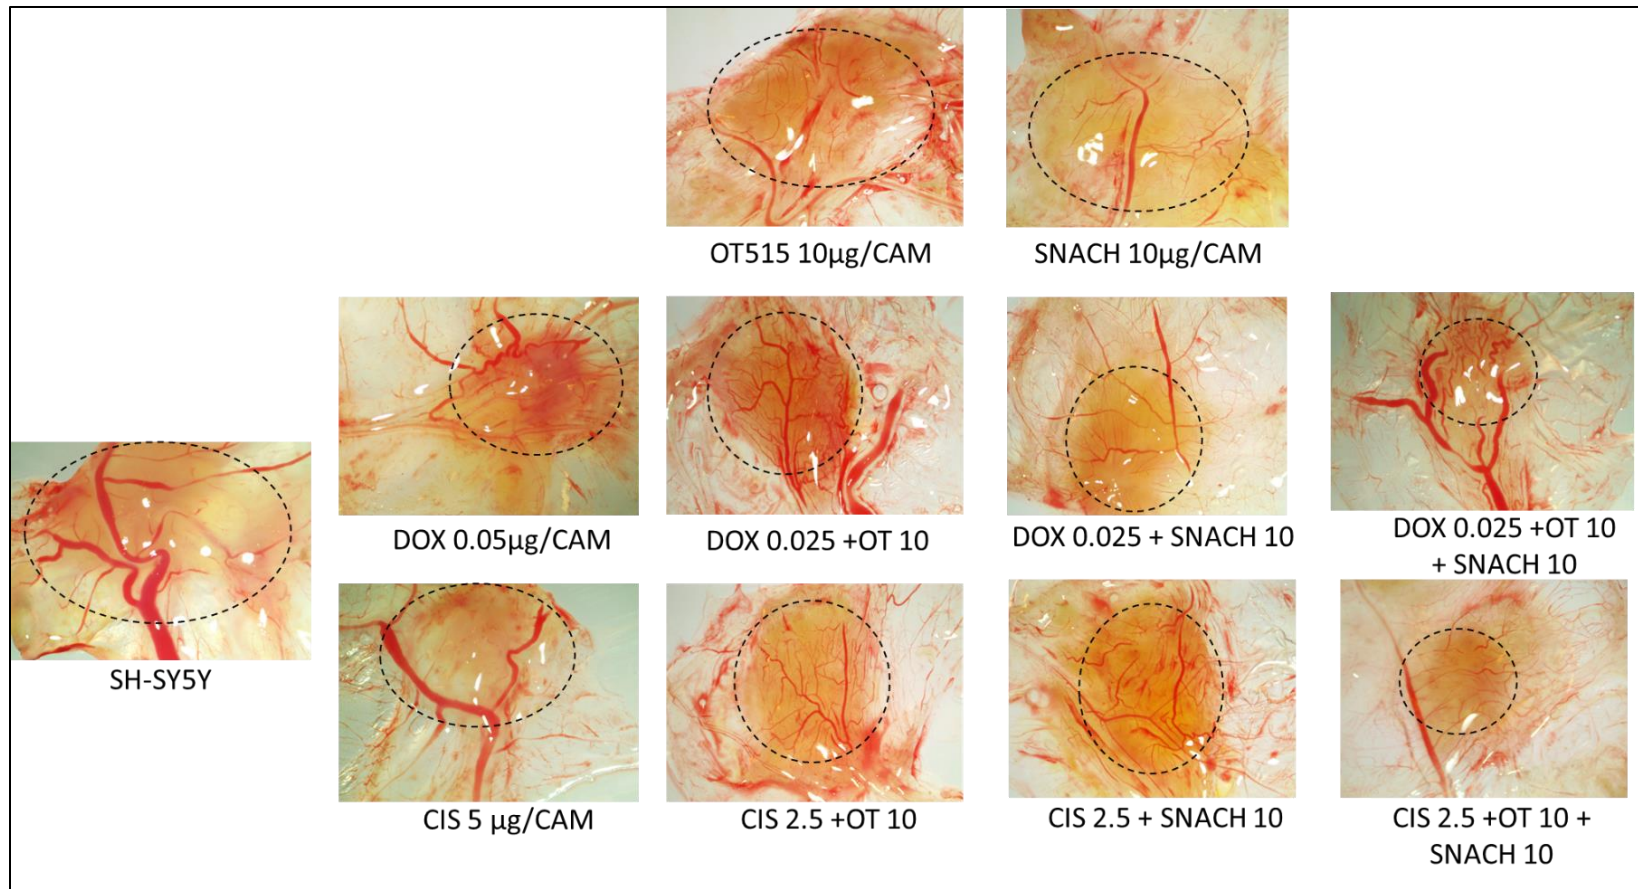 OT515 10µg/CAM
SNACH 10µg/CAM
DOX 0.05µg/CAM
DOX 0.025 +OT 10
DOX 0.025 + SNACH 10
DOX 0.025 +OT 10
+ SNACH 10
SH-SY5Y
CIS 5 µg/CAM
CIS 2.5 +OT 10
CIS 2.5 + SNACH 10
CIS 2.5 +OT 10 +
SNACH 10